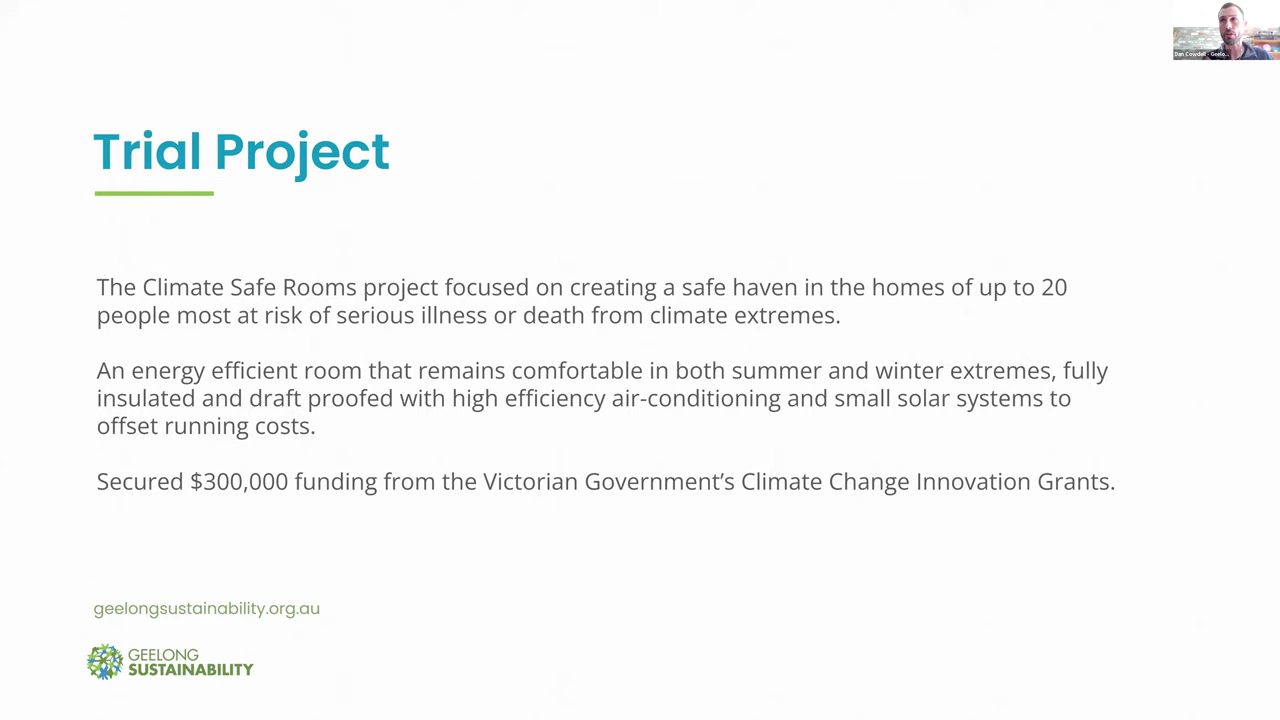 Dan Cowdell - Geelo...
Trial Project
The Climate Safe Rooms project focused on creating a safe haven in the homes of up to 20
people most at risk of serious illness or death from climate extremes.
An energy efficient room that remains comfortable in both summer and winter extremes, fully
insulated and draft proofed with high efficiency air-conditioning and small solar systems to
offset running costs.
Secured $300,000 funding from the Victorian Government’s Climate Change Innovation Grants.
geelongsustainability.org.au
GEELONG
SUSTAINABILITY